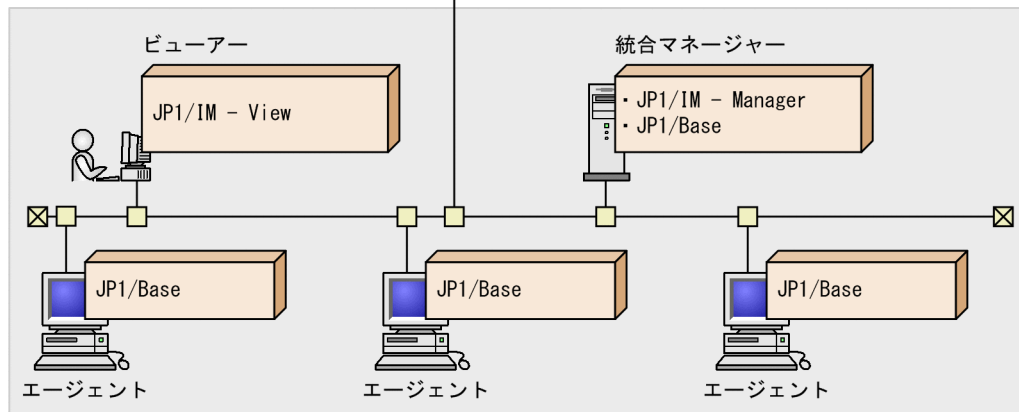 ビューアー
統合マネージャー
JP1/IM - View
・JP1/IM - Manager
・JP1/Base
JP1/Base
JP1/Base
JP1/Base
エージェント
エージェント
エージェント